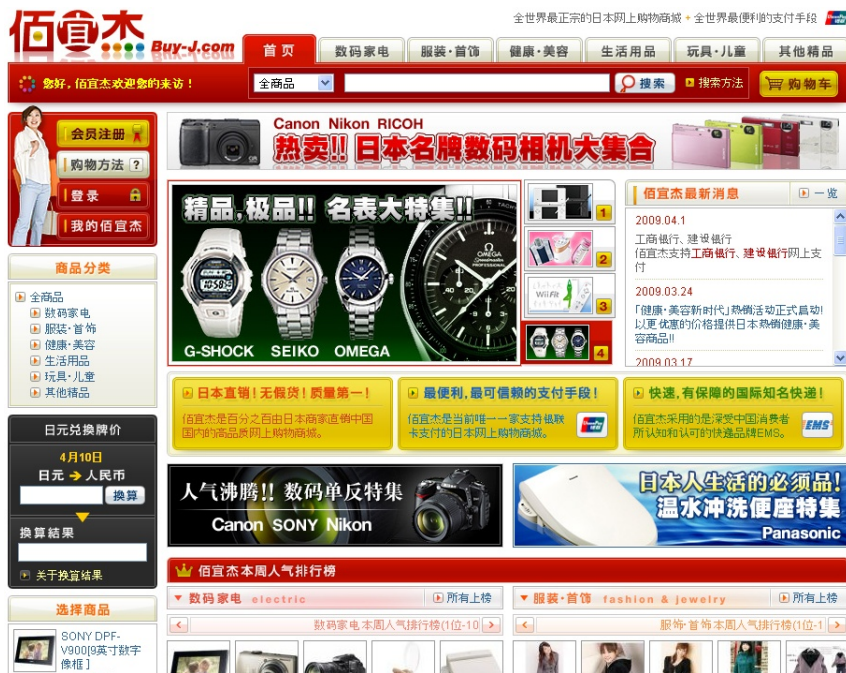 全世界最正宗的日本网上购物商城 + 全世界最便利的支付手段
佰宜杰
Buy-J.com
首页
数码家电
服装·首饰
健康·美容
生活用品
玩具·儿童
其他精品
您好，佰宜杰欢迎您的来访！
全商品
搜索
搜索方法
购物车
会员注册
购物方法 ?
登录
我的佰宜杰
Canon Nikon RICOH
热卖!! 日本名牌数码相机大集合
精品,极品!! 名表大特集!!
G-SHOCK SEIKO OMEGA
1
2
3
4
佰宜杰最新消息
一览
2009.04.1
工商银行、建设银行
佰宜杰支持工商银行、建设银行网上支
付
2009.03.24
「健康·美容新时代」热销活动正式启动!
以更优惠的价格提供日本热销健康·美
容商品!!
2009.03.17
商品分类
全商品
数码家电
服装·首饰
健康·美容
生活用品
玩具·儿童
其他精品
日本直销！无假货！质量第一！
佰宜杰是百分之百由日本商家直销中国
国内的高品质网上购物商城。
最便利,最可信赖的支付手段！
佰宜杰是当前唯一一家支持银联
卡支付的日本网上购物商城。
快速,有保障的国际知名快递！
佰宜杰采用的是深受中国消费者
所认知和认可的快递品牌EMS。
EMS
日元兑换牌价
4月10日
日元 → 人民币
换算
换算结果
关于换算结果
人气沸腾!! 数码单反特集
Canon SONY Nikon
日本人生活的必须品!
温水冲洗便座特集
Panasonic
佰宜杰本周人气排行榜
数码家电 electric
所有上榜
服装·首饰 fashion & jewelry
所有上榜
数码家电本周人气排行榜(1位-10
服饰·首饰本周人气排行榜(1位-1
选择商品
SONY DPF-
V900[9英寸数字
像框 ]